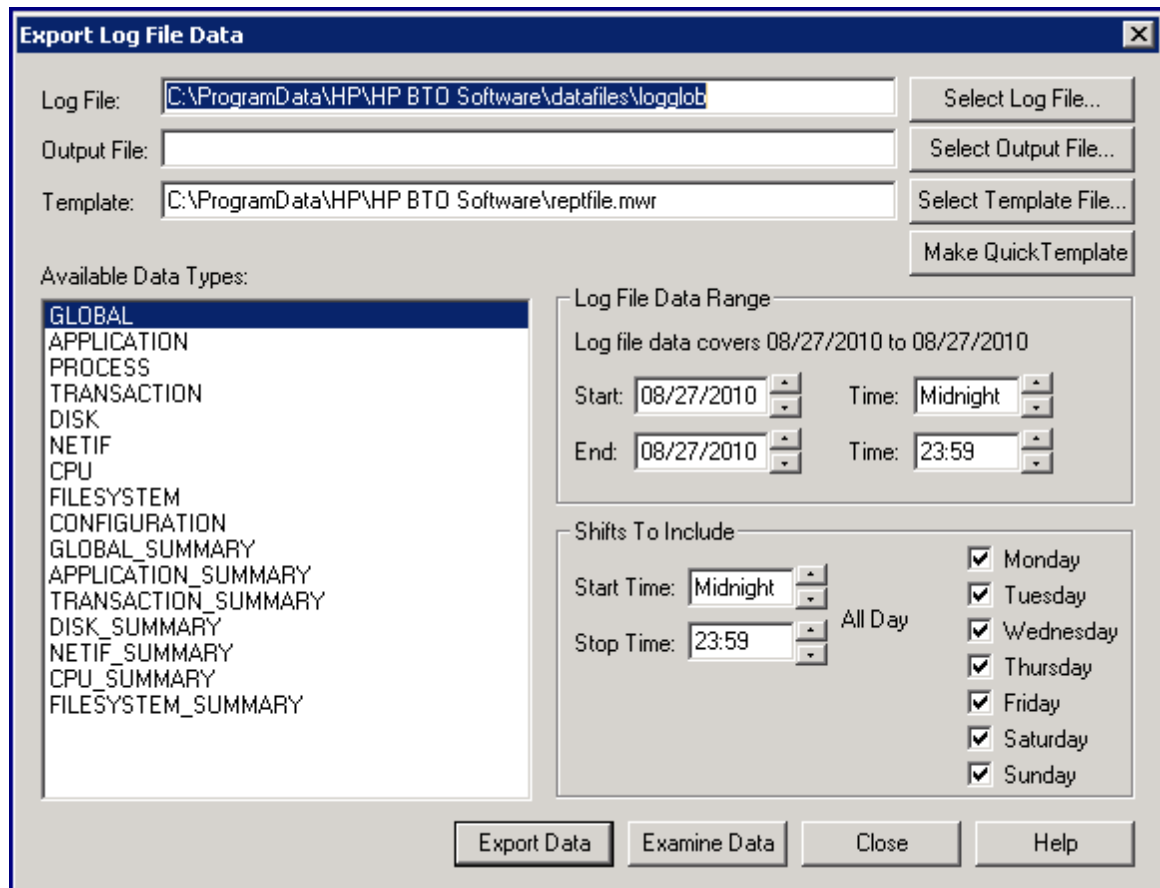 Export Log File Data
Log File: C:\ProgramData\HP\HP BTO Software\datafiles\logglob Select Log File...
Output File: Select Output File...
Template: C:\ProgramData\HP\HP BTO Software\reptfile.mwr Select Template File...
Make QuickTemplate
Available Data Types:
GLOBAL
APPLICATION
PROCESS
TRANSACTION
DISK
NETIF
CPU
FILESYSTEM
CONFIGURATION
GLOBAL_SUMMARY
APPLICATION_SUMMARY
TRANSACTION_SUMMARY
DISK_SUMMARY
NETIF_SUMMARY
CPU_SUMMARY
FILESYSTEM_SUMMARY
Log File Data Range
Log file data covers 08/27/2010 to 08/27/2010
Start: 08/27/2010 Time: Midnight
End: 08/27/2010 Time: 23:59
Shifts To Include
Start Time: Midnight
Stop Time: 23:59
All Day
Monday
Tuesday
Wednesday
Thursday
Friday
Saturday
Sunday
Export Data Examine Data Close Help